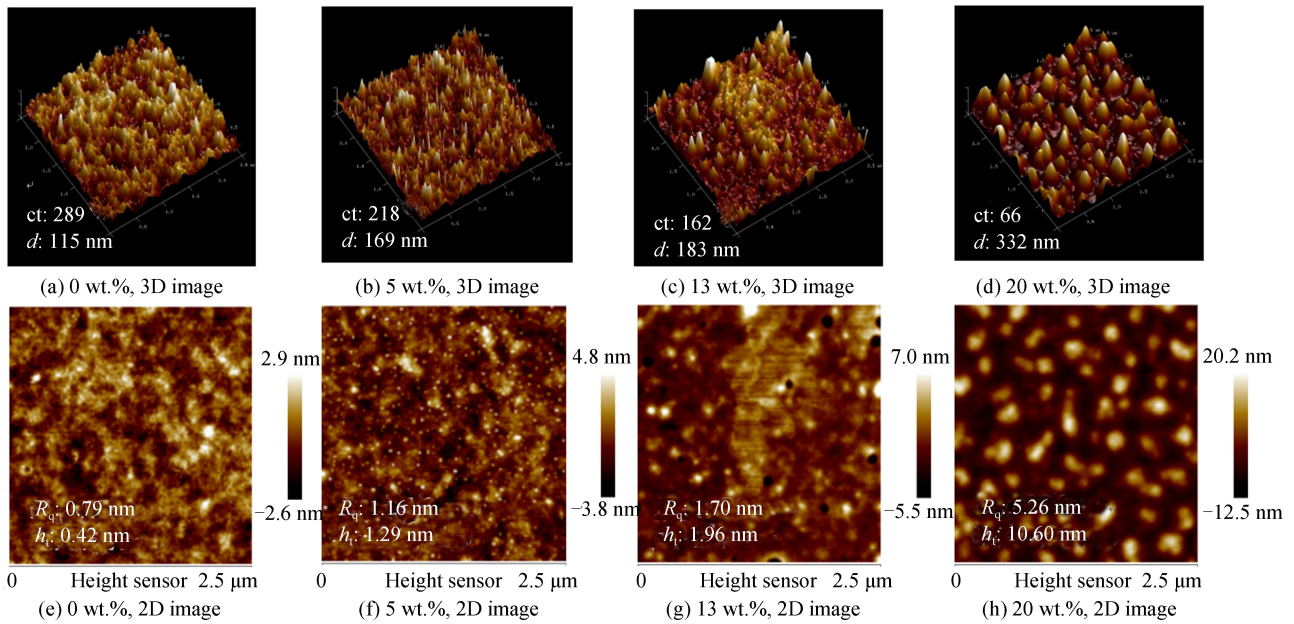 ct: 289
d: 115 nm
ct: 218
d: 169 nm
ct: 162
d: 183 nm
ct: 66
d: 332 nm
(a) 0 wt.%, 3D image
(b) 5 wt.%, 3D image
(c) 13 wt.%, 3D image
(d) 20 wt.%, 3D image
2.9 nm
−2.6 nm
Rq: 0.79 nm
ht: 0.42 nm
4.8 nm
−3.8 nm
Rq: 1.16 nm
ht: 1.29 nm
7.0 nm
−5.5 nm
Rq: 1.70 nm
ht: 1.96 nm
20.2 nm
−12.5 nm
Rq: 5.26 nm
ht: 10.60 nm
0 Height sensor 2.5 μm
0 Height sensor 2.5 μm
0 Height sensor 2.5 μm
0 Height sensor 2.5 μm
(e) 0 wt.%, 2D image
(f) 5 wt.%, 2D image
(g) 13 wt.%, 2D image
(h) 20 wt.%, 2D image